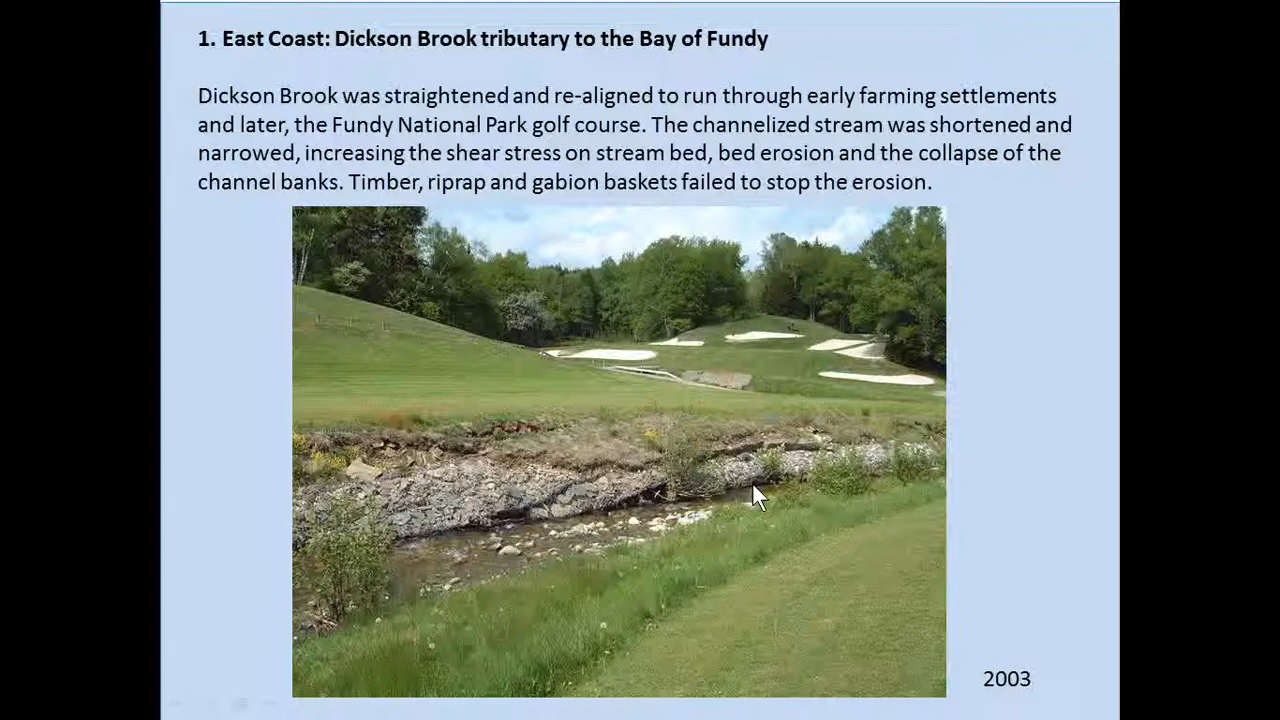 1. East Coast: Dickson Brook tributary to the Bay of Fundy
Dickson Brook was straightened and re-aligned to run through early farming settlements
and later, the Fundy National Park golf course. The channelized stream was shortened and
narrowed, increasing the shear stress on stream bed, bed erosion and the collapse of the
channel banks. Timber, riprap and gabion baskets failed to stop the erosion.
2003